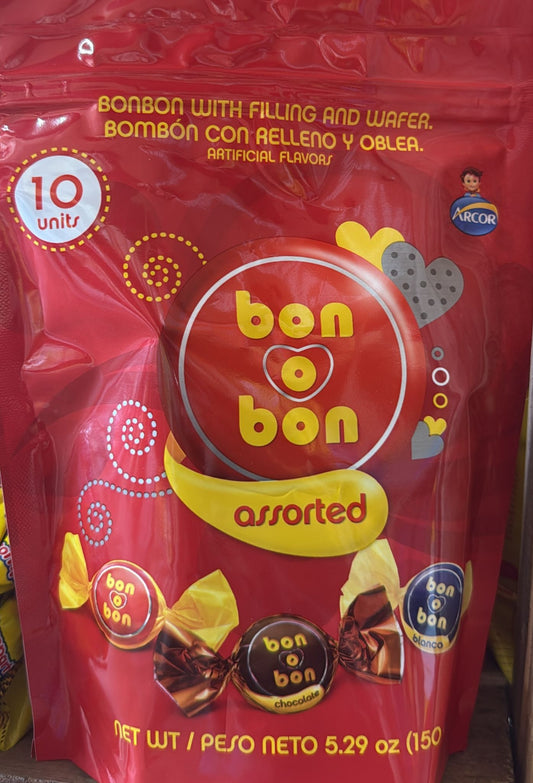 BONBON WITH FILLING AND WAFER.
BOMBÓN CON RELLENO Y OBLEA.
ARTIFICIAL FLAVORS
10
units
ARCOR
bon
o
bon
assorted
bon
o
bon
bon
o
bon
chocolate
bon
o
bon
blanco
NET WT / PESO NETO 5.29 oz (150